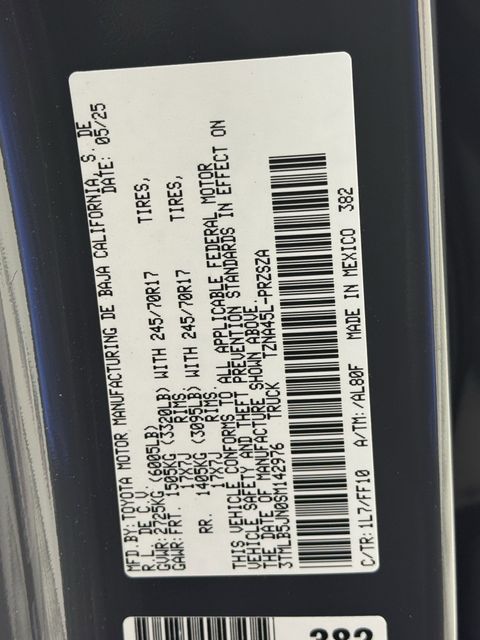 MFD.BY:TOYOTA MOTOR MANUFACTURING DE BAJA CALIFORNIA, S. DE
R.L. DE C.V. DATE: 05/25
GVWR: 2725KG (6005LB)
GAWR: FRT. 1506KG (3320LB) WITH 245/70R17 TIRES,
17X7J RIMS
RR. 1405KG (3095LB) WITH 245/70R17 TIRES,
17X7J RIMS.
THIS VEHICLE CONFORMS TO ALL APPLICABLE FEDERAL MOTOR
VEHICLE SAFETY AND THEFT PREVENTION STANDARDS IN EFFECT ON
THE DATE OF MANUFACTURE SHOWN ABOVE.
3TMLB5JN0SM142976 TRUCK TZNA45L-PRZSZA
C/TR:1L7/FF10 A/TM:/AL80F MADE IN MEXICO 382
382